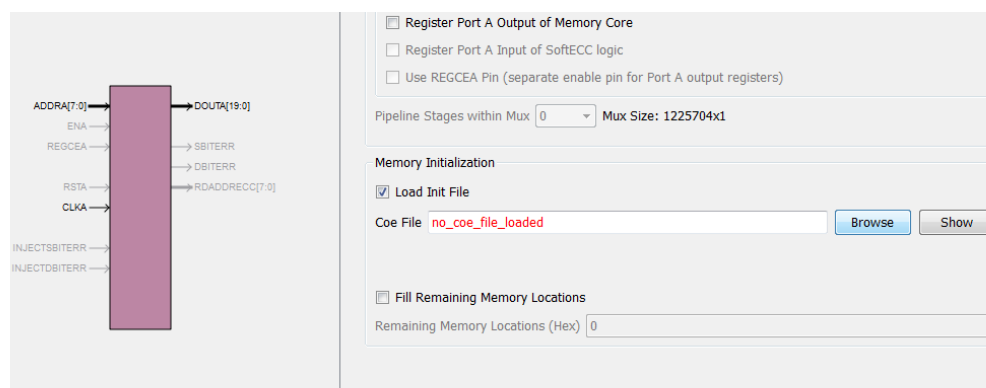 Register Port A Output of Memory Core
Register Port A Input of SoftECC logic
Use REGCEA Pin (separate enable pin for Port A output registers)
Pipeline Stages within Mux 0 Mux Size: 1225704x1
Memory Initialization
Load Init File
Coe File no_coe_file_loaded Browse Show
Fill Remaining Memory Locations
Remaining Memory Locations (Hex) 0
ADDRA[7:0] DOUTA[19:0]
ENA
REGCEA SBITERR
DBITERR
RSTA RDADDRECC[7:0]
CLKA
INJECTSBITERR
INJECTDBITERR